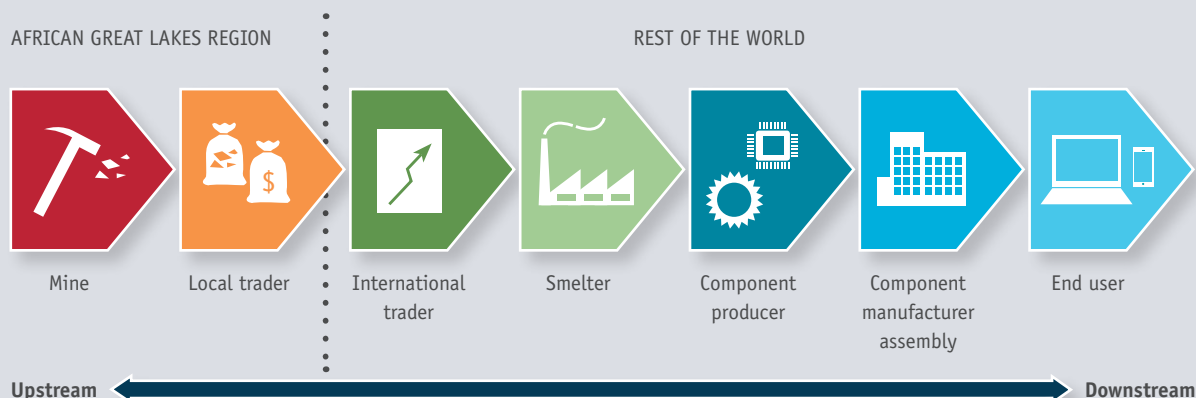 AFRICAN GREAT LAKES REGION
REST OF THE WORLD
$
Mine
Local trader
International
trader
Smelter
Component
producer
Component
manufacturer
assembly
End user
Upstream
Downstream